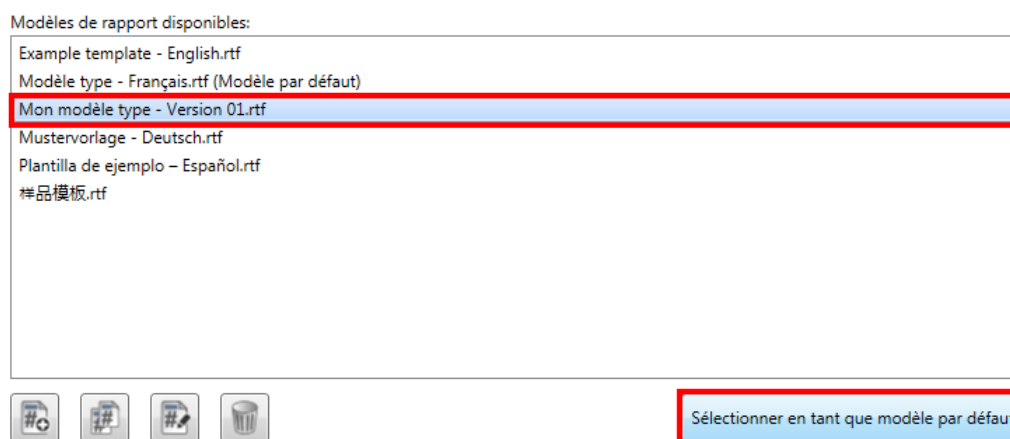 Modèles de rapport disponibles:
Example template - English.rtf
Modèle type - Français.rtf (Modèle par défaut)
Mon modèle type - Version 01.rtf
Mustervorlage - Deutsch.rtf
Plantilla de ejemplo – Español.rtf
样品模板.rtf
Sélectionner en tant que modèle par défaut